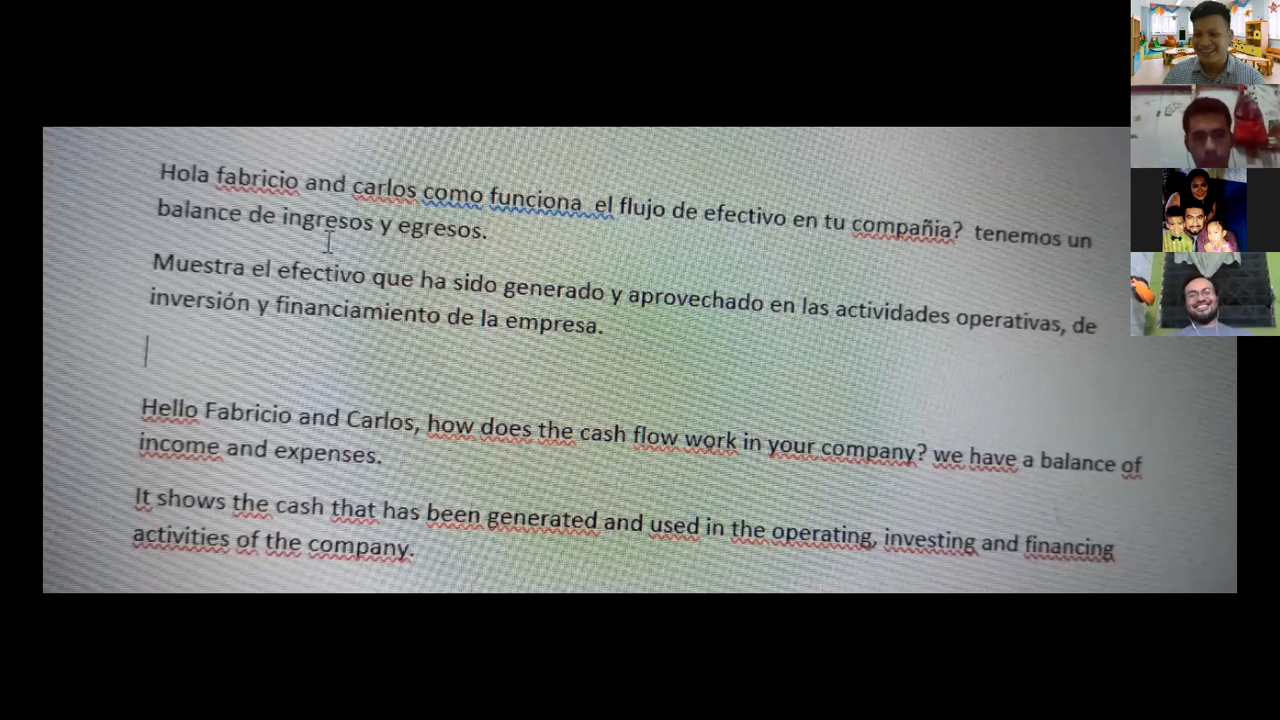 Hola fabricio and carlos como funciona el flujo de efectivo en tu compañia? tenemos un
balance de ingresos y egresos.
Muestra el efectivo que ha sido generado y aprovechado en las actividades operativas, de
inversión y financiamiento de la empresa.
Hello Fabricio and Carlos, how does the cash flow work in your company? we have a balance of
income and expenses.
It shows the cash that has been generated and used in the operating, investing and financing
activities of the company.